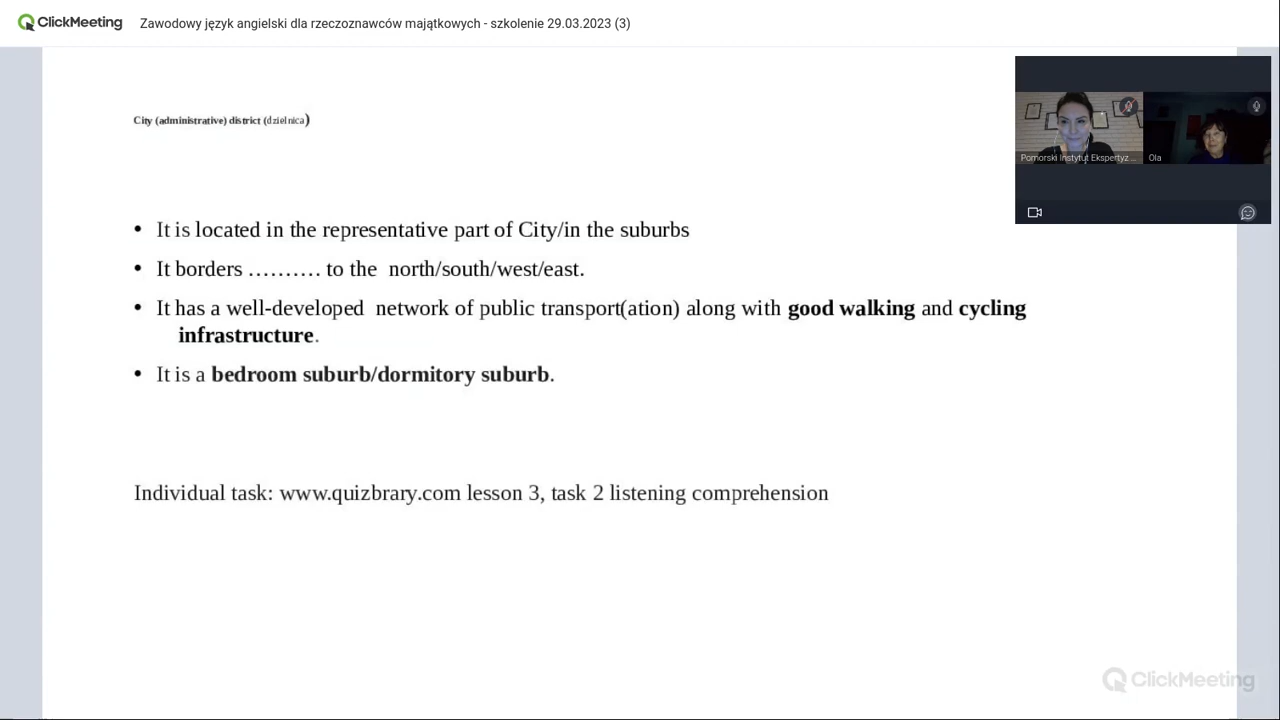 ClickMeeting Zawodowy język angielski dla rzeczoznawców majątkowych - szkolenie 29.03.2023 (3)
City (administrative) district (dzielnica)
Pomorski Instytut Ekspertyz ... Ola
• It is located in the representative part of City/in the suburbs
• It borders ………. to the north/south/west/east.
• It has a well-developed network of public transport(ation) along with good walking and cycling
infrastructure.
• It is a bedroom suburb/dormitory suburb.
Individual task: www.quizbrary.com lesson 3, task 2 listening comprehension
ClickMeeting